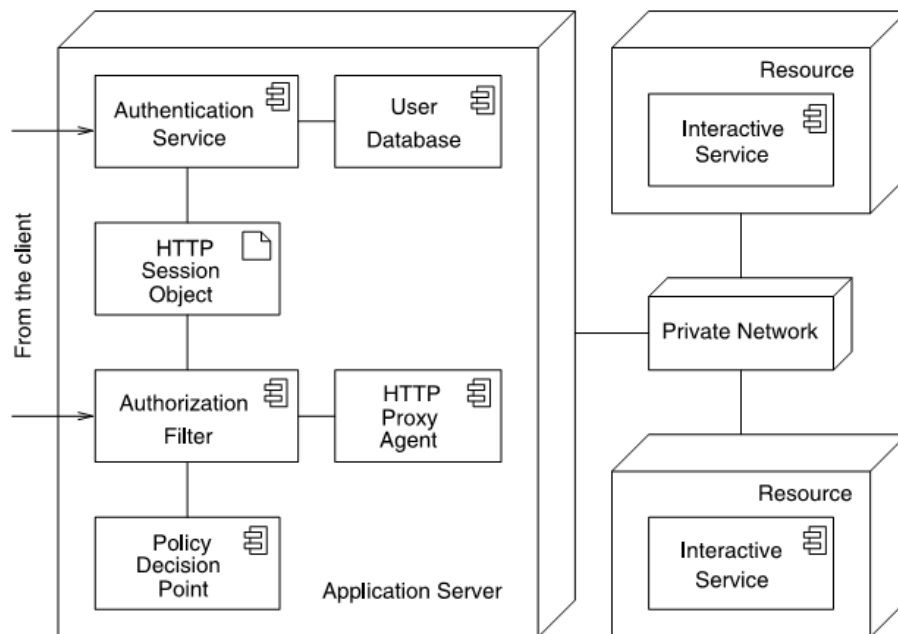 From the client
Authentication
Service
User
Database
HTTP
Session
Object
Authorization
Filter
HTTP
Proxy
Agent
Policy
Decision
Point
Application Server
Resource
Interactive
Service
Private Network
Resource
Interactive
Service